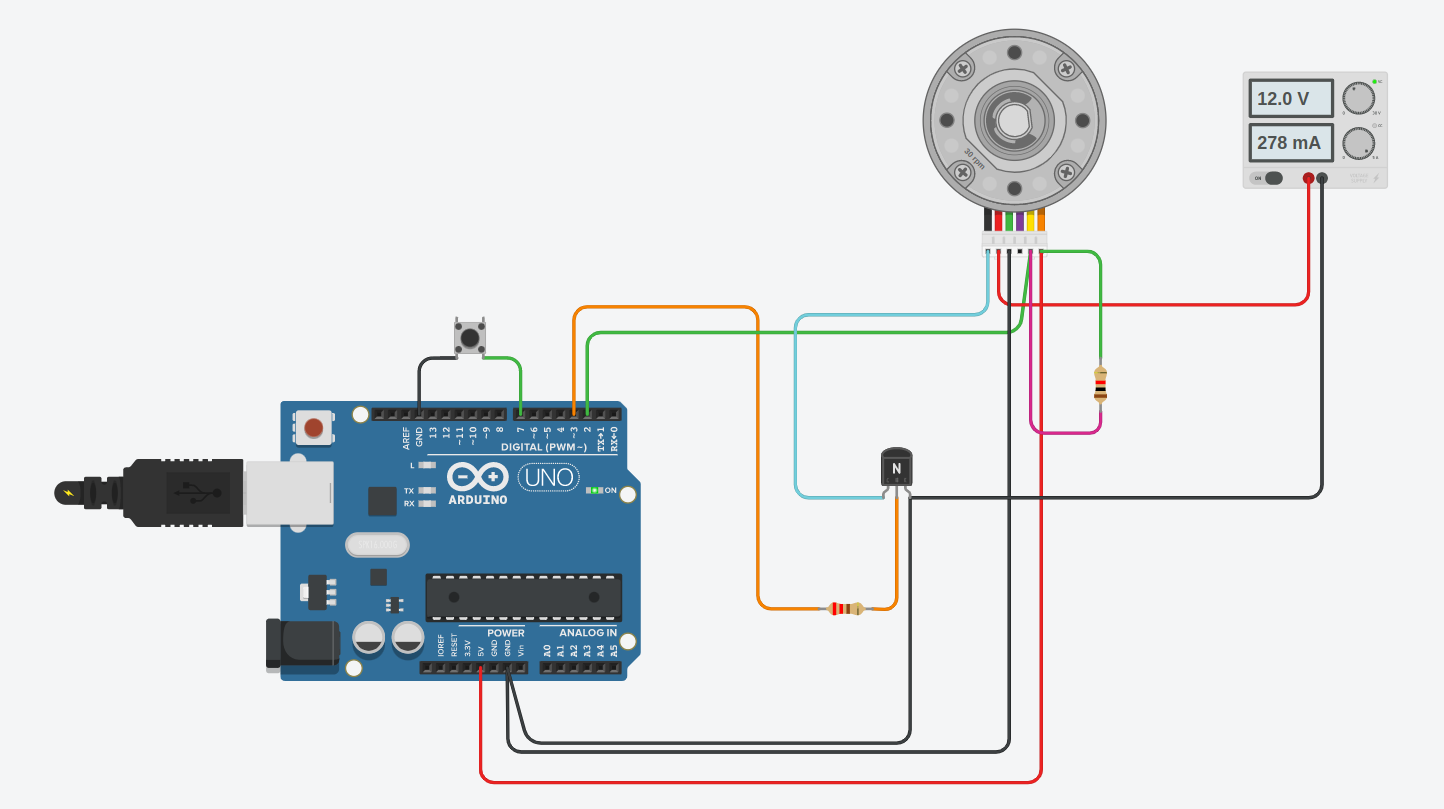 12.0 V
278 mA
ON
30 rpm
N
AREF
GND
13
12
~11
~10
~9
8
7
~6
~5
4
~3
2
TX→1
RX←0
DIGITAL (PWM~)
L
TX
RX
ARDUINO
UNO
ON
POWER
ANALOG IN
IOREF
RESET
3.3V
5V
GND
GND
Vin
A0
A1
A2
A3
A4
A5